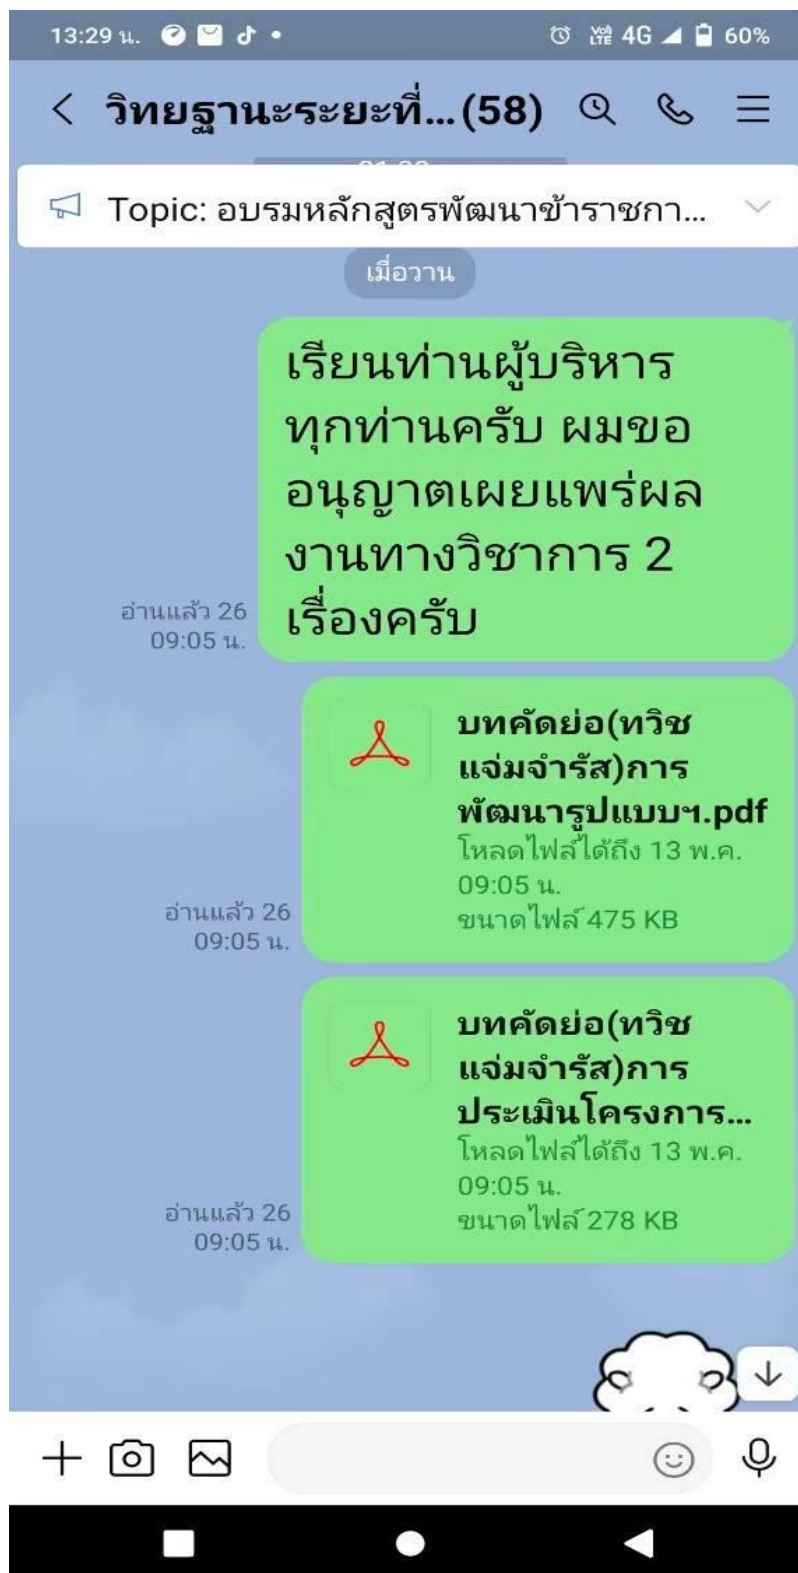 13:29 น.
4G 60%
วิทยฐานะระยะที่...(58)
Topic: อบรมหลักสูตรพัฒนาข้าราชกา...
เมื่อวาน
เรียนท่านผู้บริหาร
ทุกท่านครับ ผมขอ
อนุญาตเผยแพร่ผล
งานทางวิชาการ 2
เรื่องครับ
อ่านแล้ว 26
09:05 น.
บทคัดย่อ(ทวิช
แจ่มจำรัส)การ
พัฒนารูปแบบฯ.pdf
โหลดไฟล์ได้ถึง 13 พ.ค.
09:05 น.
ขนาดไฟล์ 475 KB
อ่านแล้ว 26
09:05 น.
บทคัดย่อ(ทวิช
แจ่มจำรัส)การ
ประเมินโครงการ...
โหลดไฟล์ได้ถึง 13 พ.ค.
09:05 น.
ขนาดไฟล์ 278 KB
อ่านแล้ว 26
09:05 น.